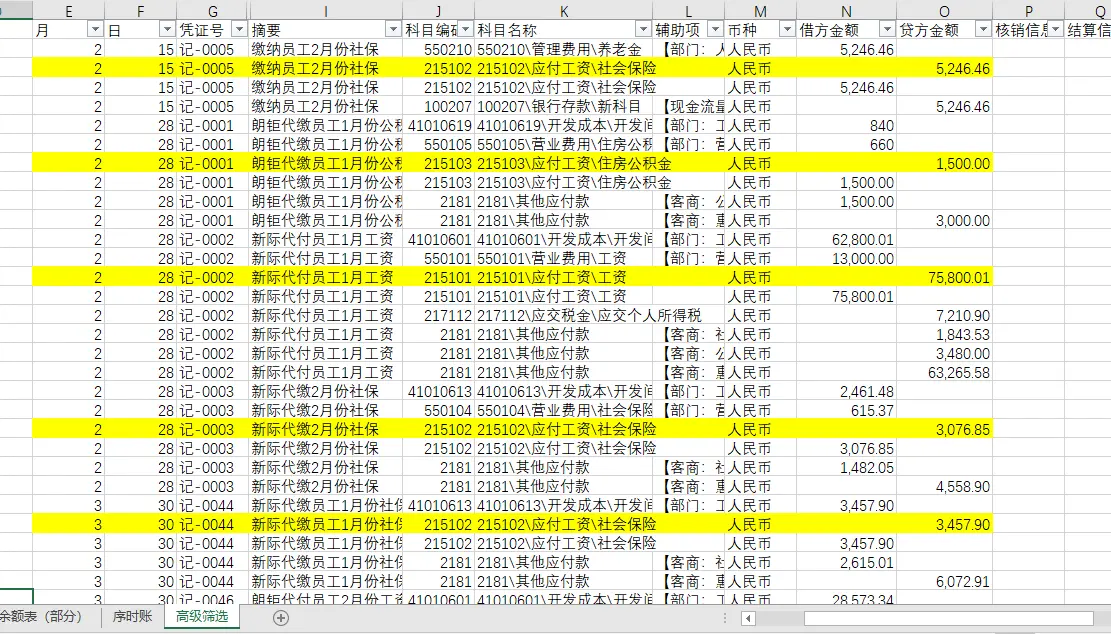 E F G I J K L M N O P Q
月 日 凭证号 摘要 科目编码 科目名称 辅助项 币种 借方金额 贷方金额 核销信息 结算信
2 15 记-0005 缴纳员工2月份社保 550210 550210\管理费用\养老金 【部门：人 人民币 5,246.46
2 15 记-0005 缴纳员工2月份社保 215102 215102\应付工资\社会保险 人民币 5,246.46
2 15 记-0005 缴纳员工2月份社保 215102 215102\应付工资\社会保险 人民币 5,246.46
2 15 记-0005 缴纳员工2月份社保 100207 100207\银行存款\新科目 【现金流量 人民币 5,246.46
2 28 记-0001 朗钜代缴员工1月份公积 41010619 41010619\开发成本\开发间 【部门：工 人民币 840
2 28 记-0001 朗钜代缴员工1月份公积 550105 550105\营业费用\住房公积 【部门：营 人民币 660
2 28 记-0001 朗钜代缴员工1月份公积 215103 215103\应付工资\住房公积金 人民币 1,500.00
2 28 记-0001 朗钜代缴员工1月份公积 215103 215103\应付工资\住房公积金 人民币 1,500.00
2 28 记-0001 朗钜代缴员工1月份公积 2181 2181\其他应付款 【客商：公 人民币 1,500.00
2 28 记-0001 朗钜代缴员工1月份公积 2181 2181\其他应付款 【客商：惠 人民币 3,000.00
2 28 记-0002 新际代付员工1月工资 41010601 41010601\开发成本\开发间 【部门：工 人民币 62,800.01
2 28 记-0002 新际代付员工1月工资 550101 550101\营业费用\工资 【部门：营 人民币 13,000.00
2 28 记-0002 新际代付员工1月工资 215101 215101\应付工资\工资 人民币 75,800.01
2 28 记-0002 新际代付员工1月工资 215101 215101\应付工资\工资 人民币 75,800.01
2 28 记-0002 新际代付员工1月工资 217112 217112\应交税金\应交个人所得税 人民币 7,210.90
2 28 记-0002 新际代付员工1月工资 2181 2181\其他应付款 【客商：社 人民币 1,843.53
2 28 记-0002 新际代付员工1月工资 2181 2181\其他应付款 【客商：公 人民币 3,480.00
2 28 记-0002 新际代付员工1月工资 2181 2181\其他应付款 【客商：惠 人民币 63,265.58
2 28 记-0003 新际代缴2月份社保 41010613 41010613\开发成本\开发间 【部门：工 人民币 2,461.48
2 28 记-0003 新际代缴2月份社保 550104 550104\营业费用\社会保险 【部门：营 人民币 615.37
2 28 记-0003 新际代缴2月份社保 215102 215102\应付工资\社会保险 人民币 3,076.85
2 28 记-0003 新际代缴2月份社保 215102 215102\应付工资\社会保险 人民币 3,076.85
2 28 记-0003 新际代缴2月份社保 2181 2181\其他应付款 【客商：社 人民币 1,482.05
2 28 记-0003 新际代缴2月份社保 2181 2181\其他应付款 【客商：惠 人民币 4,558.90
3 30 记-0044 新际代缴员工1月份社保 41010613 41010613\开发成本\开发间 【部门：工 人民币 3,457.90
3 30 记-0044 新际代缴员工1月份社保 215102 215102\应付工资\社会保险 人民币 3,457.90
3 30 记-0044 新际代缴员工1月份社保 215102 215102\应付工资\社会保险 人民币 3,457.90
3 30 记-0044 新际代缴员工1月份社保 2181 2181\其他应付款 【客商：社 人民币 2,615.01
3 30 记-0044 新际代缴员工1月份社保 2181 2181\其他应付款 【客商：惠 人民币 6,072.91
3 30 记-0046 朗钜代付员工2月份工资 41010601 41010601\开发成本\开发间 【部门：工 人民币 28,573.34
余额表（部分） 序时账 高级筛选